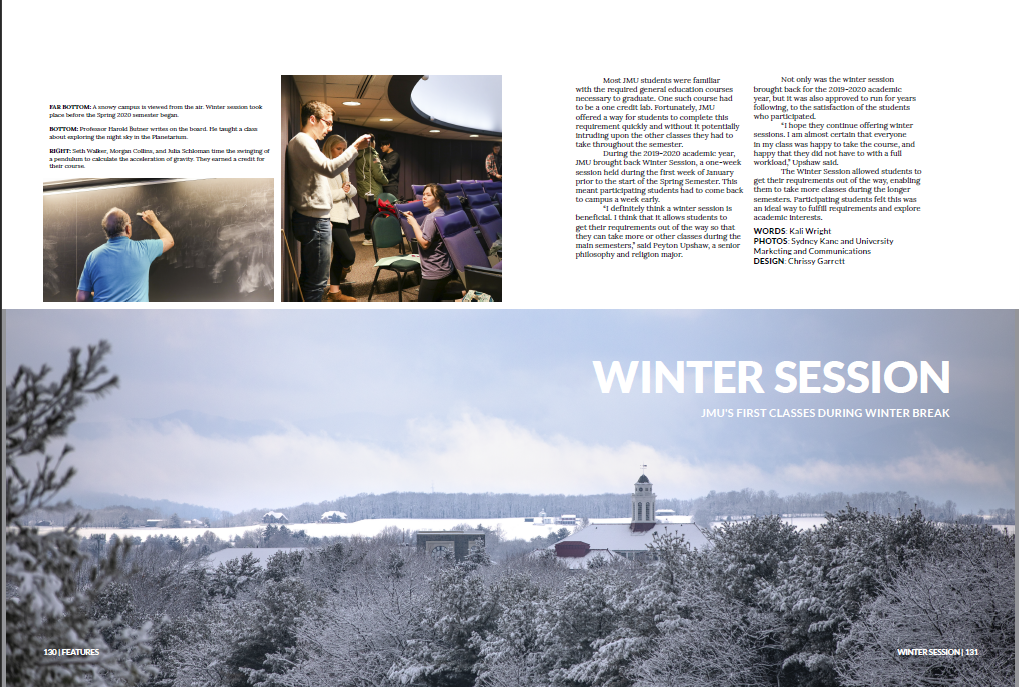 FAR BOTTOM: A snowy campus is viewed from the air. Winter session took
place before the Spring 2020 semester began.
BOTTOM: Professor Harold Butner writes on the board. He taught a class
about exploring the night sky in the Planetarium.
RIGHT: Seth Walker, Morgan Collins, and Julia Schloman time the swinging of
a pendulum to calculate the acceleration of gravity. They earned a credit for
their course.
Most JMU students were familiar
with the required general education courses
necessary to graduate. One such course had
to be a one credit lab. Fortunately, JMU
offered a way for students to complete this
requirement quickly and without it potentially
intruding upon the other classes they had to
take throughout the semester.
During the 2019-2020 academic year,
JMU brought back Winter Session, a one-week
session held during the first week of January
prior to the start of the Spring Semester. This
meant participating students had to come back
to campus a week early.
"I definitely think a winter session is
beneficial. I think that it allows students to
get their requirements out of the way so that
they can take more or other classes during the
main semesters," said Peyton Upshaw, a senior
philosophy and religion major.
Not only was the winter session
brought back for the 2019-2020 academic
year, but it was also approved to run for years
following, to the satisfaction of the students
who participated.
"I hope they continue offering winter
sessions. I am almost certain that everyone
in my class was happy to take the course, and
happy that they did not have to with a full
workload," Upshaw said.
The Winter Session allowed students to
get their requirements out of the way, enabling
them to take more classes during the longer
semesters. Participating students felt this was
an ideal way to fulfill requirements and explore
academic interests.
WORDS: Kali Wright
PHOTOS: Sydney Kane and University
Marketing and Communications
DESIGN: Chrissy Garrett
WINTER SESSION
JMU'S FIRST CLASSES DURING WINTER BREAK
130 | FEATURES
WINTER SESSION | 131